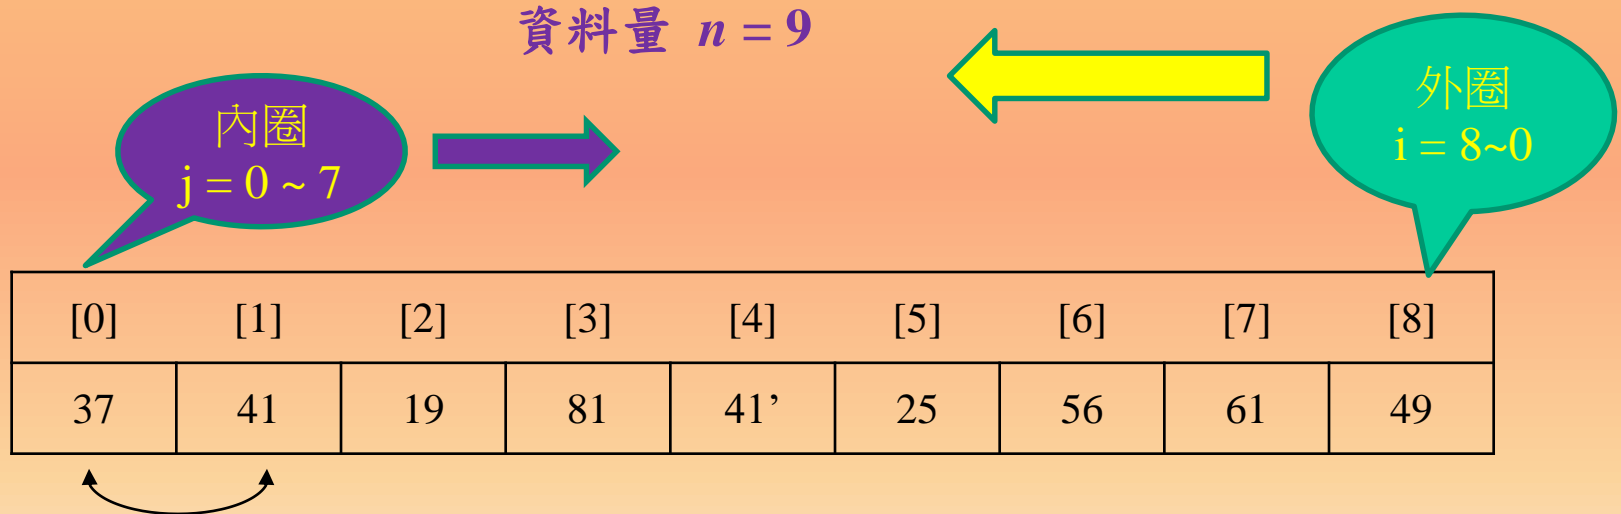 資料量 n = 9
內圈
j = 0 ~ 7
外圈
i = 8~0
[0] [1] [2] [3] [4] [5] [6] [7] [8]
37 41 19 81 41’ 25 56 61 49